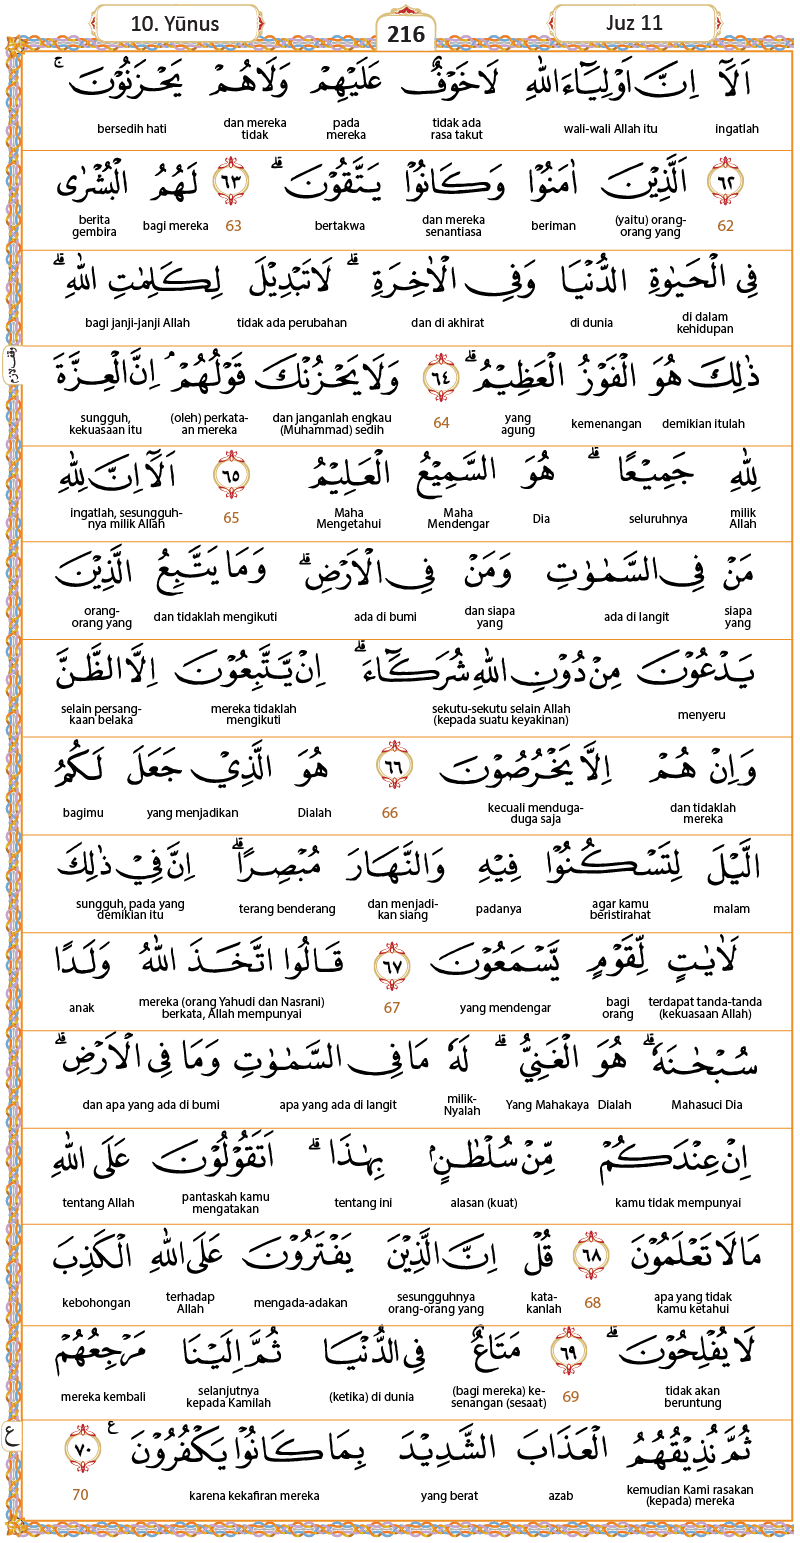 10. Yūnus
216
Juz 11
اَلَآ اِنَّ اَوْلِيَاۤءَ اللّٰهِ لَا خَوْفٌ عَلَيْهِمْ وَلَا هُمْ يَحْزَنُوْنَۚ
ingatlah wali-wali Allah itu tidak ada rasa takut pada mereka dan mereka tidak bersedih hati
٦٢ الَّذِيْنَ اٰمَنُوْا وَكَانُوْا يَتَّقُوْنَۗ ٦٣ لَهُمُ الْبُشْرٰى
62 (yaitu) orang-orang yang beriman dan mereka senantiasa bertakwa 63 bagi mereka berita gembira
فِى الْحَيٰوةِ الدُّنْيَا وَفِى الْاٰخِرَةِۗ لَا تَبْدِيْلَ لِكَلِمٰتِ اللّٰهِۗ
di dalam kehidupan di dunia dan di akhirat tidak ada perubahan bagi janji-janji Allah
ذٰلِكَ هُوَ الْفَوْزُ الْعَظِيْمُۗ ٦٤ وَلَا يَحْزُنْكَ قَوْلُهُمْۘ اِنَّ الْعِزَّةَ
وقف لازم
demikian itulah kemenangan yang agung 64 dan janganlah engkau (Muhammad) sedih (oleh) perkata-an mereka sungguh, kekuasaan itu
لِلّٰهِ جَمِيْعًاۗ هُوَ السَّمِيْعُ الْعَلِيْمُ ٦٥ اَلَآ اِنَّ لِلّٰهِ
milik Allah seluruhnya Dia Maha Mendengar Maha Mengetahui 65 ingatlah, sesungguh-nya milik Allah
مَنْ فِى السَّمٰوٰتِ وَمَنْ فِى الْاَرْضِۗ وَمَا يَتَّبِعُ الَّذِيْنَ
siapa yang ada di langit dan siapa yang ada di bumi dan tidaklah mengikuti orang-orang yang
يَدْعُوْنَ مِنْ دُوْنِ اللّٰهِ شُرَكَاۤءَۗ اِنْ يَّتَّبِعُوْنَ اِلَّا الظَّنَّ
menyeru sekutu-sekutu selain Allah (kepada suatu keyakinan) mereka tidaklah mengikuti selain persang-kaan belaka
وَاِنْ هُمْ اِلَّا يَخْرُصُوْنَ ٦٦ هُوَ الَّذِيْ جَعَلَ لَكُمُ
dan tidaklah mereka kecuali menduga-duga saja 66 Dialah yang menjadikan bagimu
الَّيْلَ لِتَسْكُنُوْا فِيْهِ وَالنَّهَارَ مُبْصِرًاۗ اِنَّ فِيْ ذٰلِكَ
malam agar kamu beristirahat padanya dan menjadi-kan siang terang benderang sungguh, pada yang demikian itu
لَاٰيٰتٍ لِّقَوْمٍ يَّسْمَعُوْنَ ٦٧ قَالُوا اتَّخَذَ اللّٰهُ وَلَدًا
terdapat tanda-tanda (kekuasaan Allah) bagi orang yang mendengar 67 mereka (orang Yahudi dan Nasrani) berkata, Allah mempunyai anak
سُبْحٰنَهٗۗ هُوَ الْغَنِيُّۗ لَهٗ مَا فِى السَّمٰوٰتِ وَمَا فِى الْاَرْضِۗ
Mahasuci Dia Dialah Yang Mahakaya milik-Nyalah apa yang ada di langit dan apa yang ada di bumi
اِنْ عِنْدَكُمْ مِّنْ سُلْطٰنٍۢ بِهٰذَاۗ اَتَقُوْلُوْنَ عَلَى اللّٰهِ
kamu tidak mempunyai alasan (kuat) tentang ini pantaskah kamu mengatakan tentang Allah
مَا لَا تَعْلَمُوْنَ ٦٨ قُلْ اِنَّ الَّذِيْنَ يَفْتَرُوْنَ عَلَى اللّٰهِ الْكَذِبَ
apa yang tidak kamu ketahui 68 kata-kanlah sesungguhnya orang-orang yang mengada-adakan terhadap Allah kebohongan
لَا يُفْلِحُوْنَۗ ٦٩ مَتَاعٌ فِى الدُّنْيَا ثُمَّ اِلَيْنَا مَرْجِعُهُمْ
tidak akan beruntung 69 (bagi mereka) ke-senangan (sesaat) (ketika) di dunia selanjutnya kepada Kamilah mereka kembali
ثُمَّ نُذِيْقُهُمُ الْعَذَابَ الشَّدِيْدَ بِمَا كَانُوْا يَكْفُرُوْنَ ࣖ ٧٠
ع
kemudian Kami rasakan (kepada) mereka azab yang berat karena kekafiran mereka 70